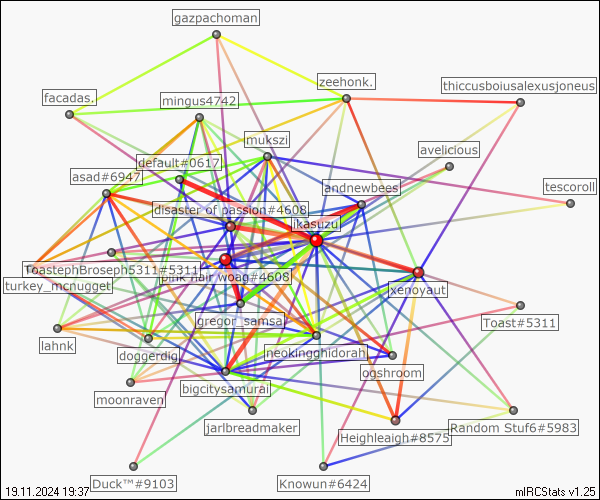 gazpachoman
zeehonk.
thiccusboiusalexusjoneus
facadas.
mingus4742
mukszi
avelicious
default#0617
asad#6947
andnewbees
tescoroll
disaster of passion#4608
kasuzu
ToastephBroseph5311#5311
pink hair woag#4608
turkey_mcnugget
xenoyaut
gregor_samsa
Toast#5311
lahnk
doggerdig
neokingghidorah
ogshroom
bigcitysamurai
moonraven
jarlbreadmaker
Heighleaigh#8575
Random Stuf6#5983
Duck™#9103
Knowun#6424
19.11.2024 19:37
mIRCStats v1.25